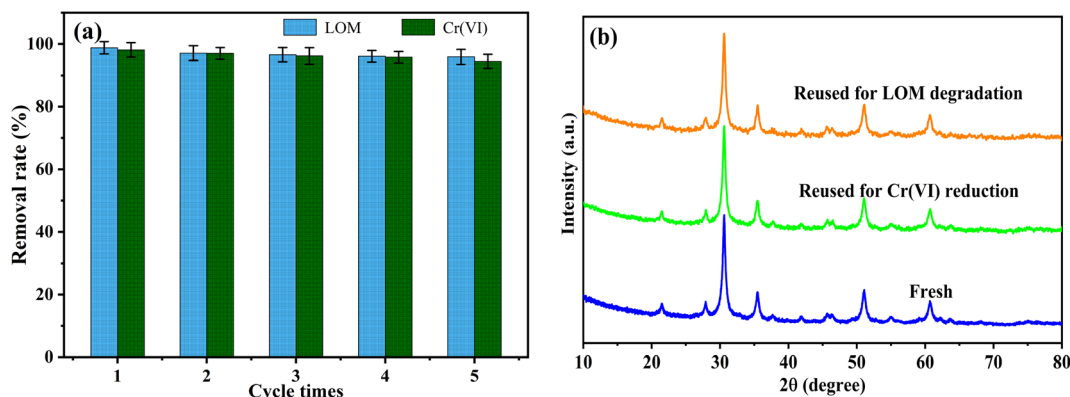 (a)
LOM
Cr(VI)
100
80
60
40
20
0
Removal rate (%)
1
2
3
4
5
Cycle times
(b)
Reused for LOM degradation
Reused for Cr(VI) reduction
Fresh
Intensity (a.u.)
10
20
30
40
50
60
70
80
2θ (degree)